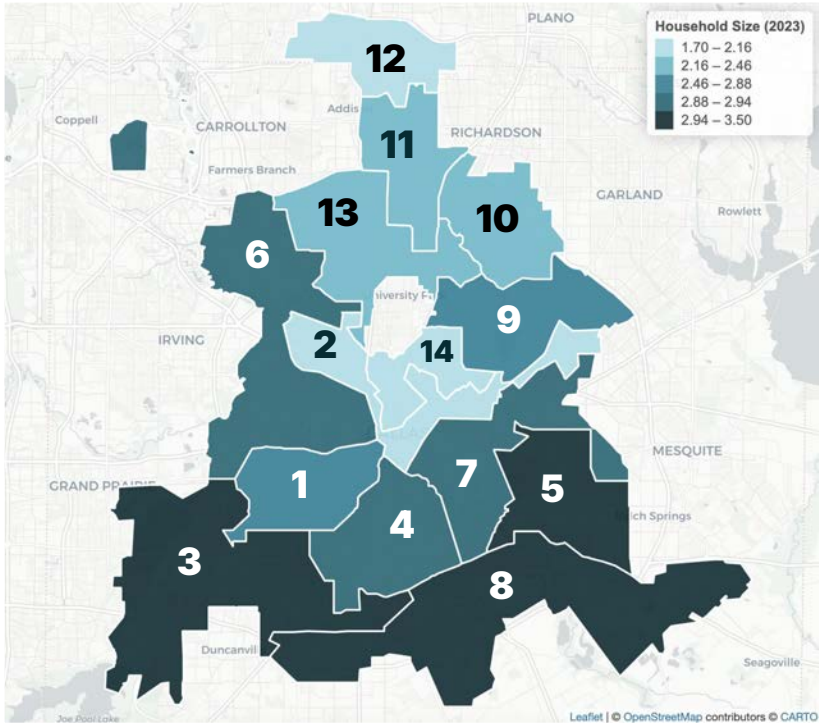 PLANO
Household Size (2023)
1.70 – 2.16
2.16 – 2.46
2.46 – 2.88
2.88 – 2.94
2.94 – 3.50
12
Addis
Coppell
CARROLLTON
RICHARDSON
11
Farmers Branch
GARLAND
Rowlett
13
10
6
niversity P
9
IRVING
2
14
MESQUITE
GRAND PRAIRIE
1
7
5
4
lch Springs
3
8
Duncanvil
Seagoville
Joe Pool Lake
Leaflet | © OpenStreetMap contributors © CARTO